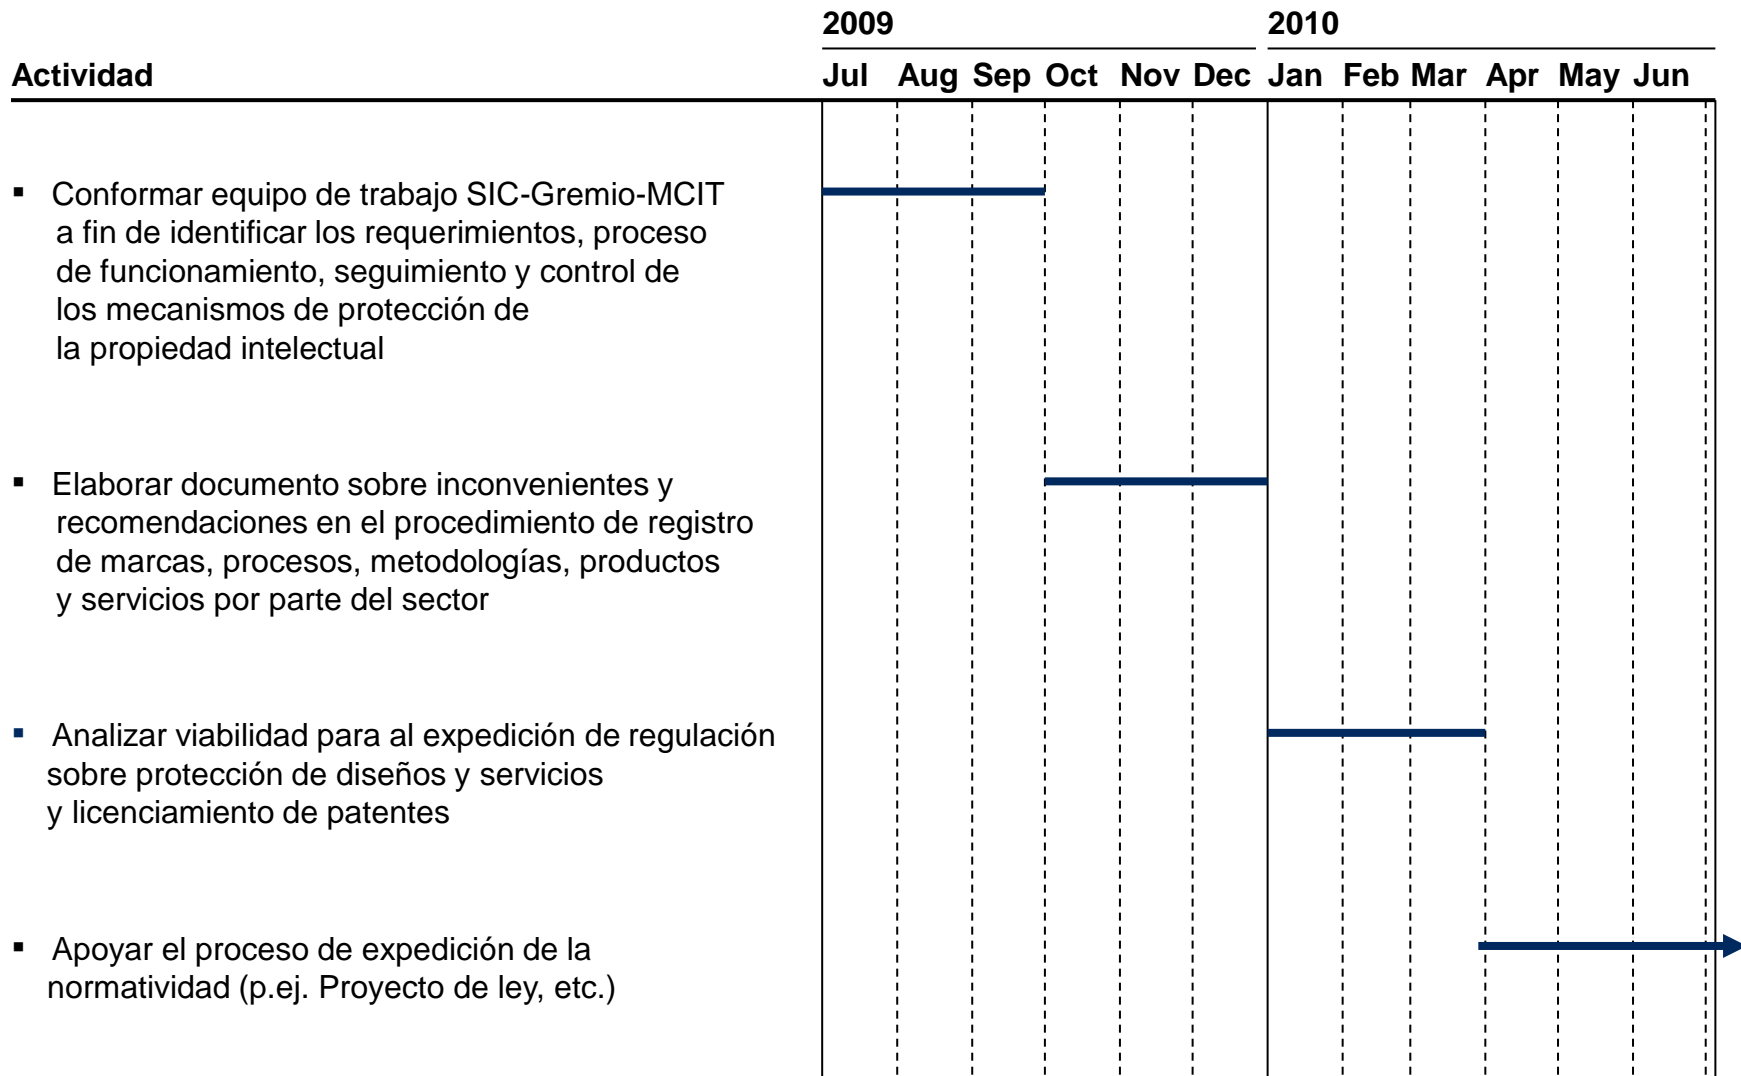 2009 2010
Actividad Jul Aug Sep Oct Nov Dec Jan Feb Mar Apr May Jun
▪ Conformar equipo de trabajo SIC-Gremio-MCIT
a fin de identificar los requerimientos, proceso
de funcionamiento, seguimiento y control de
los mecanismos de protección de
la propiedad intelectual
▪ Elaborar documento sobre inconvenientes y
recomendaciones en el procedimiento de registro
de marcas, procesos, metodologías, productos
y servicios por parte del sector
▪ Analizar viabilidad para al expedición de regulación
sobre protección de diseños y servicios
y licenciamiento de patentes
▪ Apoyar el proceso de expedición de la
normatividad (p.ej. Proyecto de ley, etc.)